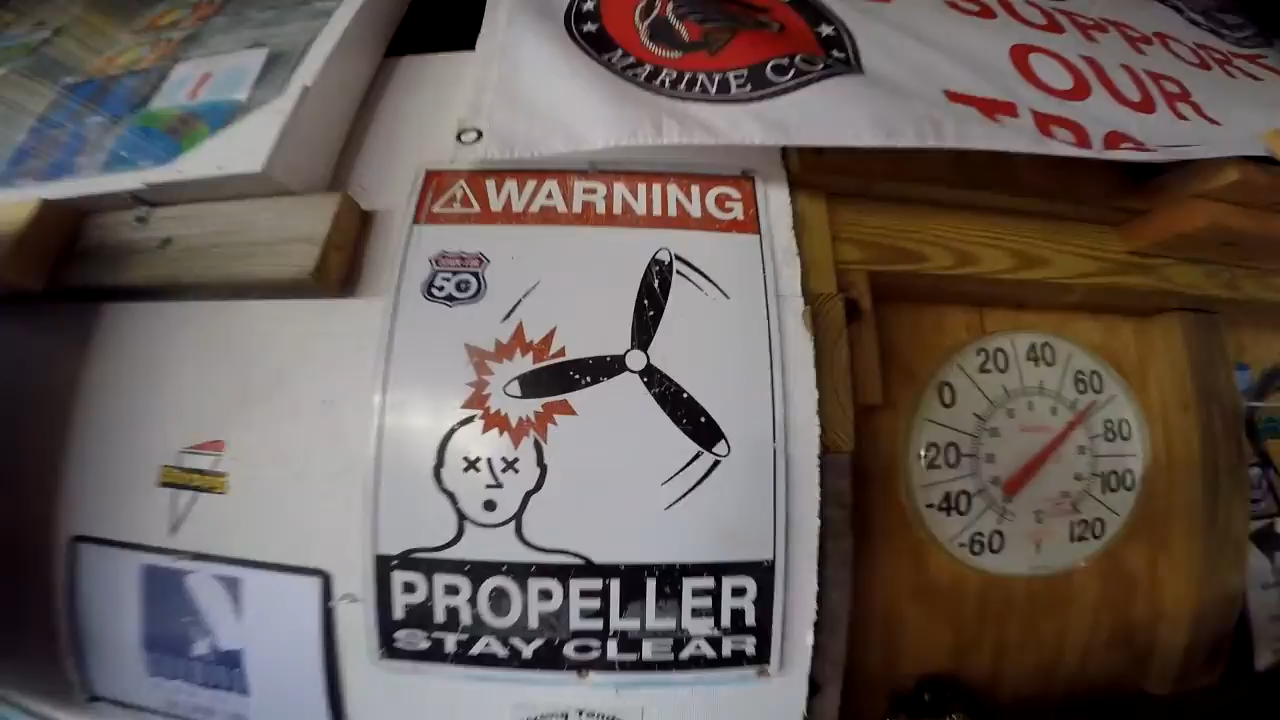 MARINE CO
SUPPORT
OUR
WARNING
50
PROPELLER
STAY CLEAR
-60
-40
-20
0
20
40
60
80
100
120
°C
°F